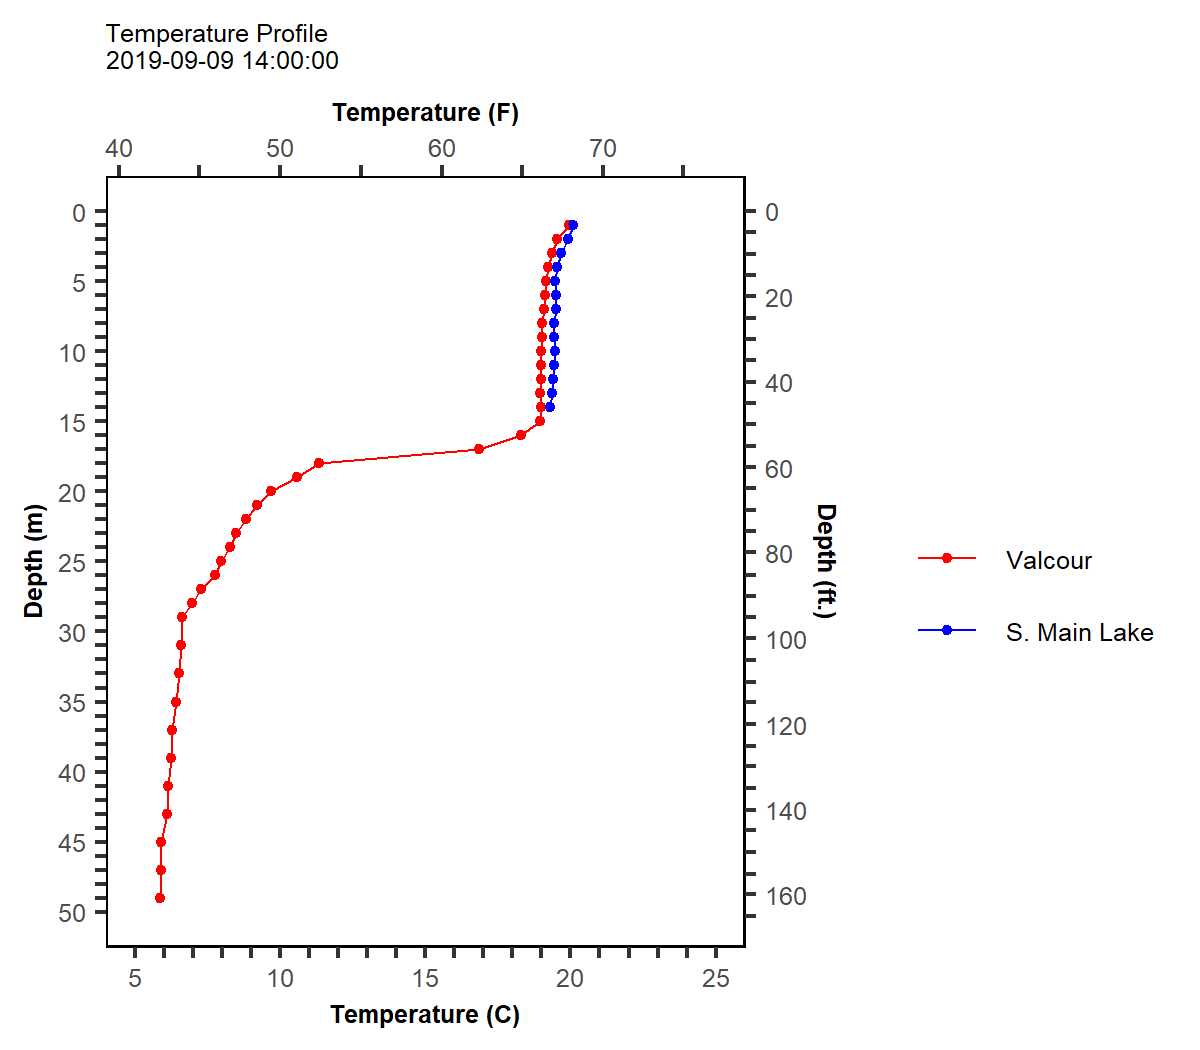 Temperature Profile
2019-09-09 14:00:00
Temperature (F)
40 50 60 70
0
5
10
15
20
25
30
35
40
45
50
Depth (m)
0
20
40
60
80
100
120
140
160
Depth (ft.)
Valcour
S. Main Lake
5 10 15 20 25
Temperature (C)